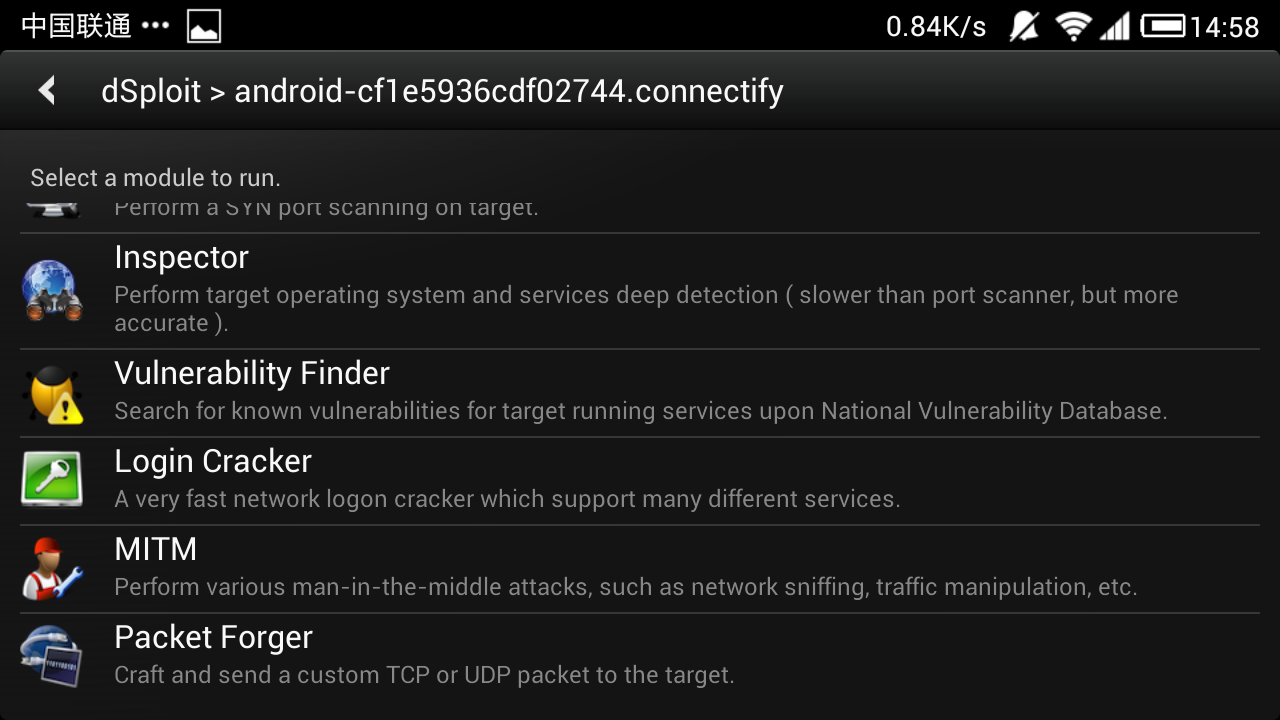 中国联通 ••• 0.84K/s 14:58
dSploit > android-cf1e5936cdf02744.connectify
Select a module to run.
Perform a SYN port scanning on target.
Inspector
Perform target operating system and services deep detection ( slower than port scanner, but more
accurate ).
Vulnerability Finder
Search for known vulnerabilities for target running services upon National Vulnerability Database.
Login Cracker
A very fast network logon cracker which support many different services.
MITM
Perform various man-in-the-middle attacks, such as network sniffing, traffic manipulation, etc.
Packet Forger
Craft and send a custom TCP or UDP packet to the target.